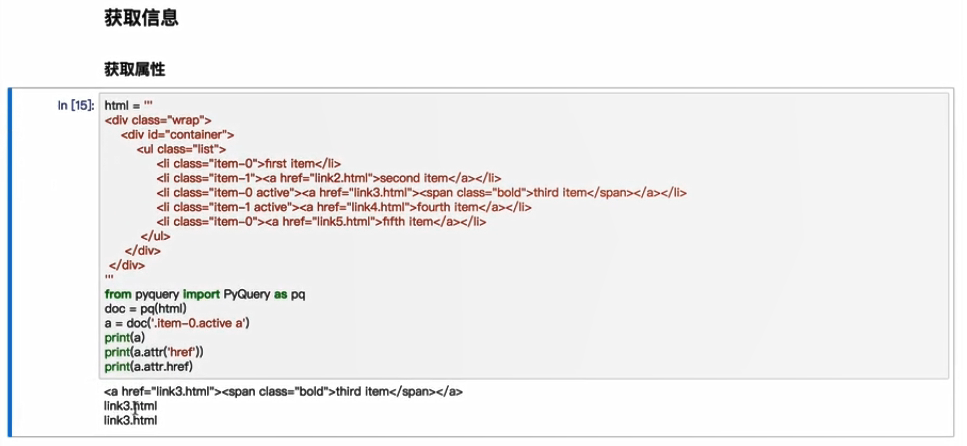 获取信息
获取属性
In [15]: html = '''
<div class="wrap">
    <div id="container">
        <ul class="list">
            <li class="item-0">first item</li>
            <li class="item-1"><a href="link2.html">second item</a></li>
            <li class="item-0 active"><a href="link3.html"><span class="bold">third item</span></a></li>
            <li class="item-1 active"><a href="link4.html">fourth item</a></li>
            <li class="item-0"><a href="link5.html">fifth item</a></li>
        </ul>
    </div>
</div>
'''
from pyquery import PyQuery as pq
doc = pq(html)
a = doc('.item-0.active a')
print(a)
print(a.attr('href'))
print(a.attr.href)
<a href="link3.html"><span class="bold">third item</span></a>
link3.html
link3.html